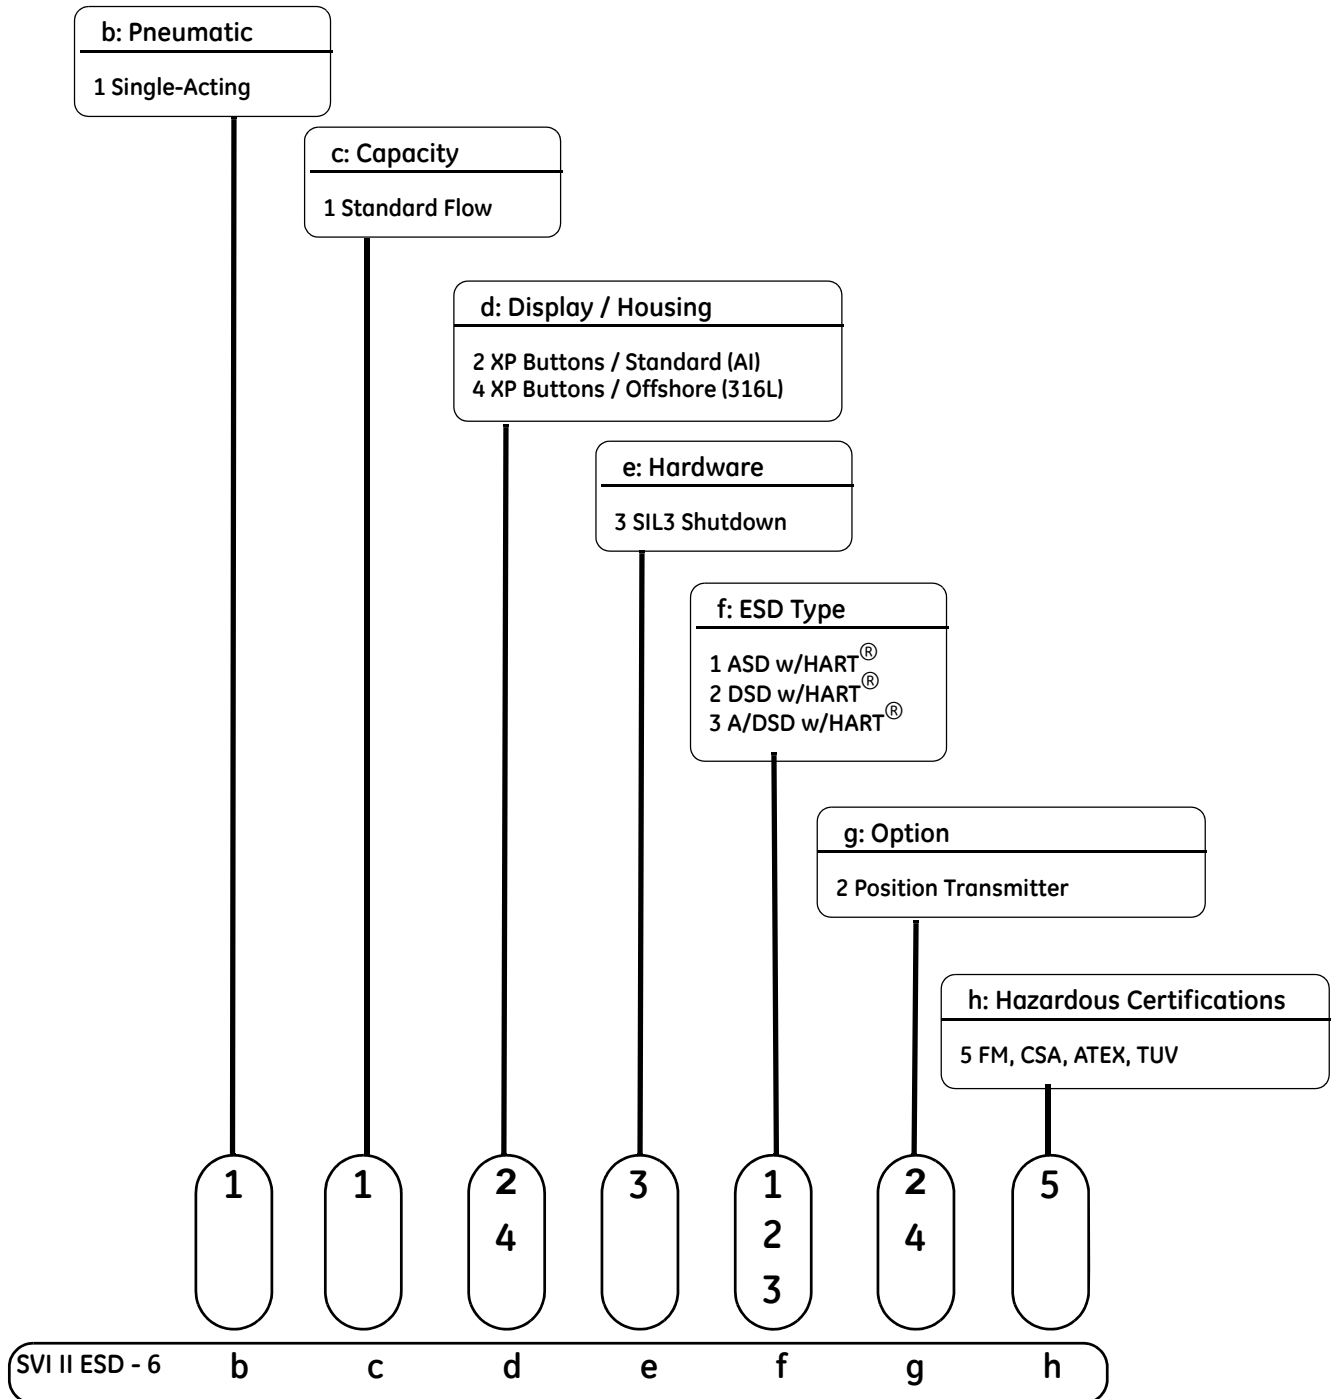 b: Pneumatic
1 Single-Acting
c: Capacity
1 Standard Flow
d: Display / Housing
2 XP Buttons / Standard (Al)
4 XP Buttons / Offshore (316L)
e: Hardware
3 SIL3 Shutdown
f: ESD Type
1 ASD w/HART®
2 DSD w/HART®
3 A/DSD w/HART®
g: Option
2 Position Transmitter
h: Hazardous Certifications
5 FM, CSA, ATEX, TUV
1 1 2 3 1 2 5
4 2 4
3
SVI II ESD - 6 b c d e f g h